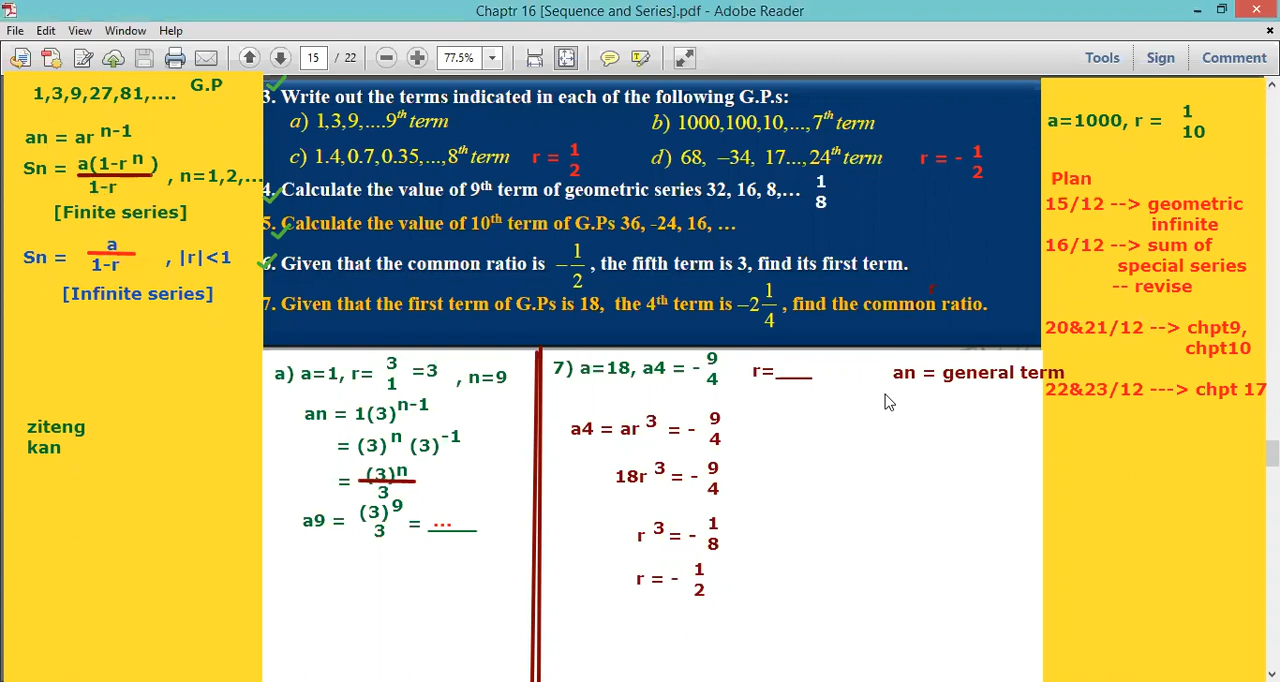 Chaptr 16 [Sequence and Series].pdf - Adobe Reader
File Edit View Window Help
15 / 22 77.5% Tools Sign Comment
1,3,9,27,81,.... G.P
an = ar n-1
Sn = a(1-r n) / 1-r , n=1,2,...
[Finite series]
Sn = a / 1-r , |r|<1
[Infinite series]
ziteng
kan
3. Write out the terms indicated in each of the following G.P.s:
a) 1,3,9,....9th term b) 1000,100,10,...,7th term
c) 1.4,0.7,0.35,...,8th term r = 1/2 d) 68, −34, 17...,24th term r = - 1/2
4. Calculate the value of 9th term of geometric series 32, 16, 8,... 1/8
5. Calculate the value of 10th term of G.Ps 36, -24, 16, …
6. Given that the common ratio is −1/2 , the fifth term is 3, find its first term.
7. Given that the first term of G.Ps is 18, the 4th term is −2 1/4 , find the common ratio.
r
a) a=1, r= 3/1 =3 , n=9
an = 1(3) n-1
= (3) n (3) -1
= (3) n / 3
a9 = (3) 9 / 3 = ...
7) a=18, a4 = - 9/4 r=___ an = general term
a4 = ar 3 = - 9/4
18r 3 = - 9/4
r 3 = - 1/8
r = - 1/2
a=1000, r = 1/10
Plan
15/12 --> geometric
infinite
16/12 --> sum of
special series
-- revise
20&21/12 --> chpt9,
chpt10
22&23/12 ---> chpt 17